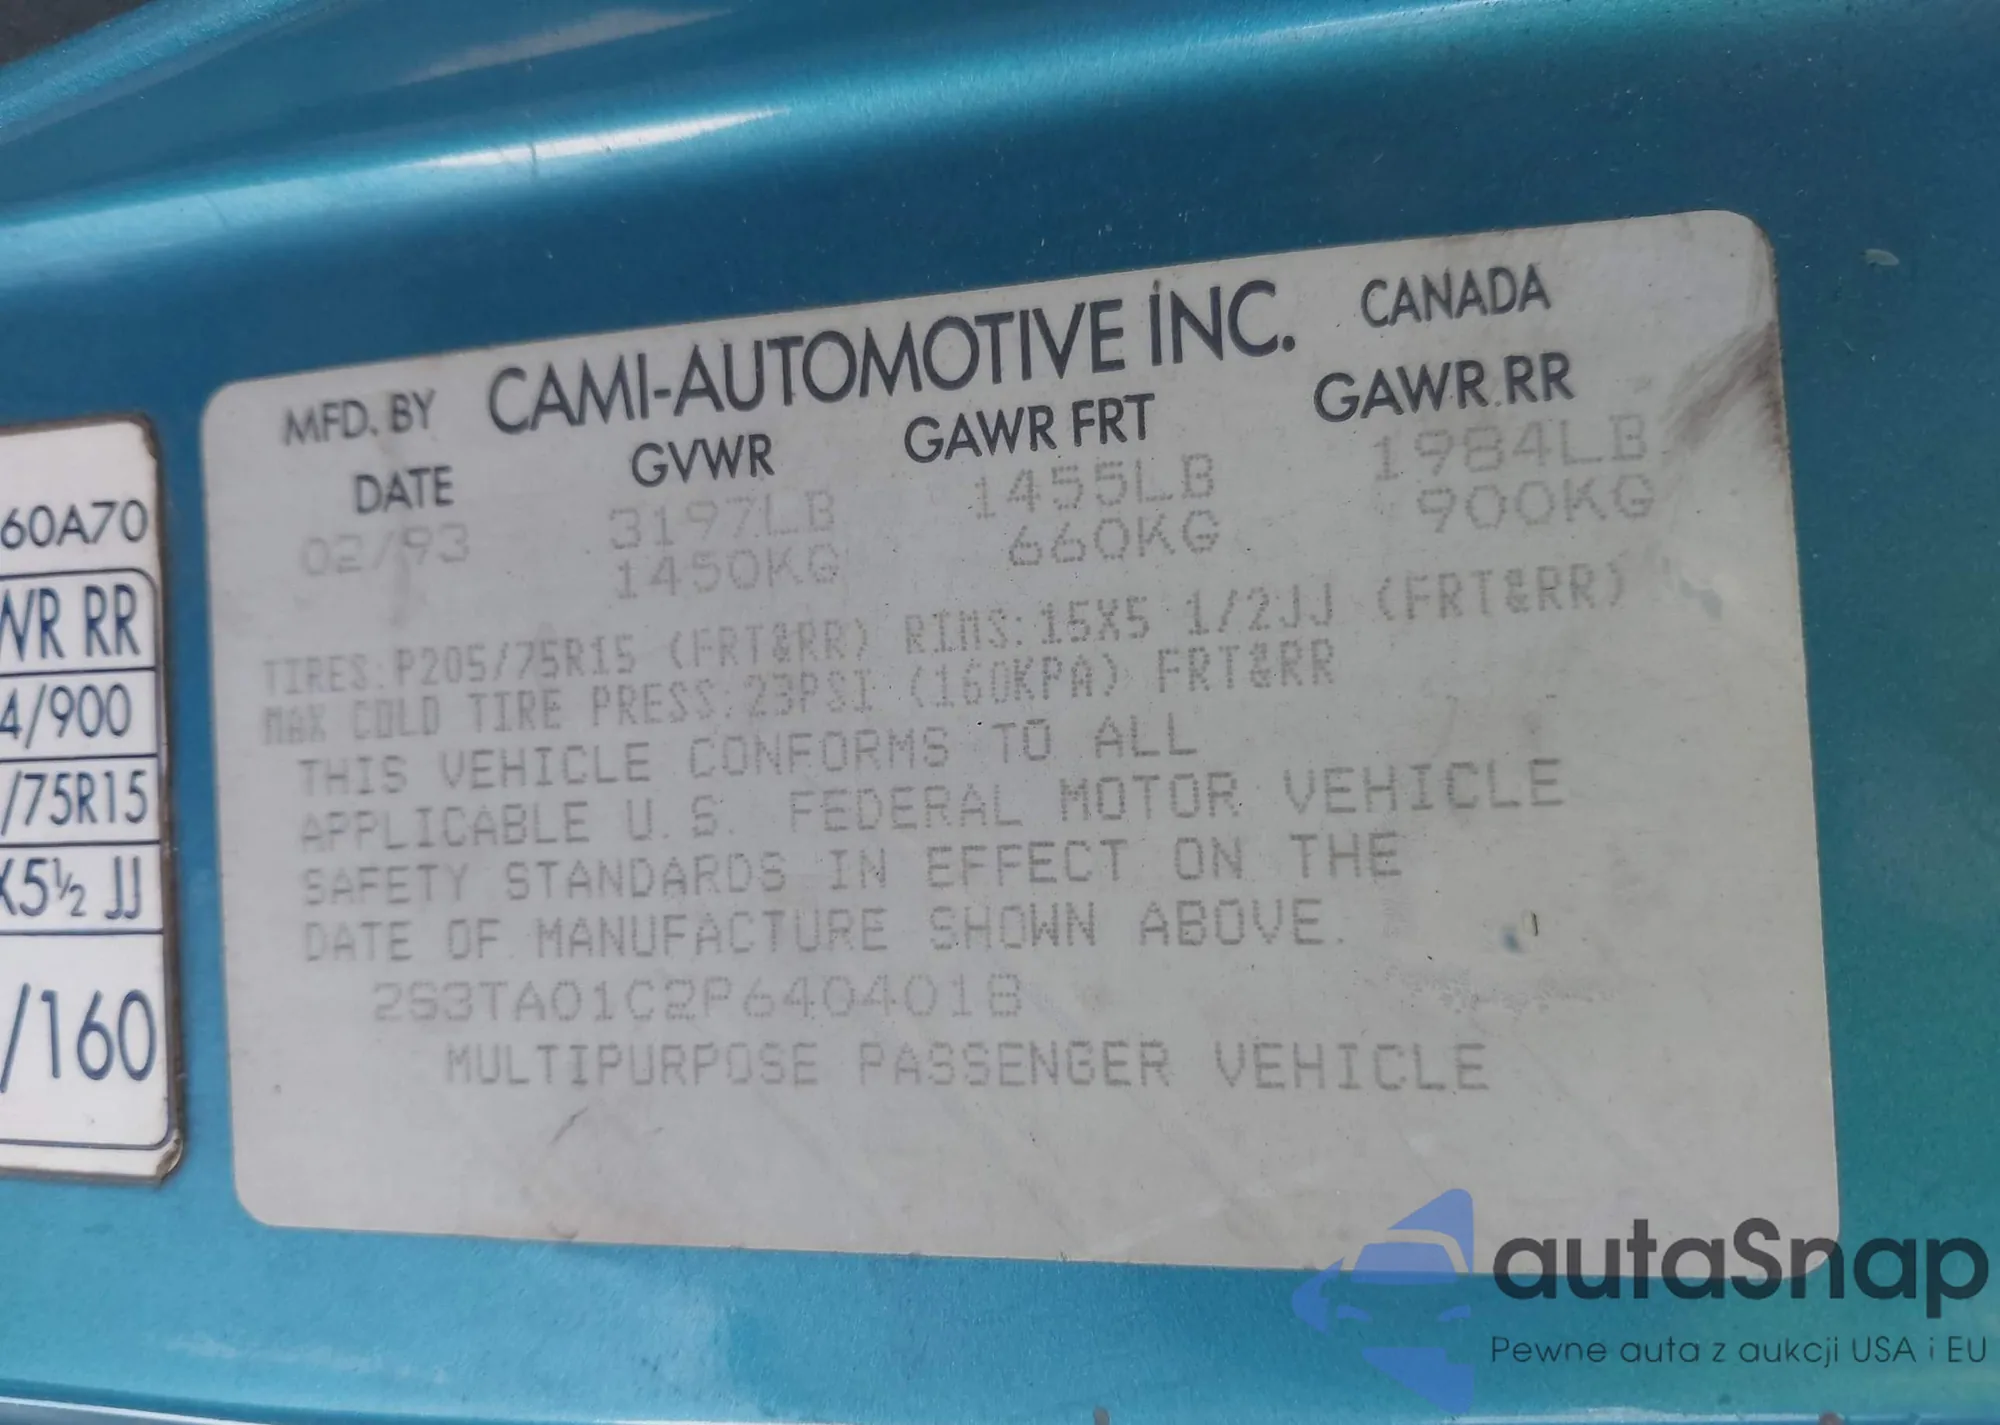 MFD. BY CAMI-AUTOMOTIVE INC. CANADA
DATE GVWR GAWR FRT GAWR RR
02/93 3197LB 1455LB 1984LB
1450KG 660KG 900KG
TIRES:P205/75R15 (FRT&RR) RIMS:15X5 1/2JJ (FRT&RR)
MAX COLD TIRE PRESS:23PSI (160KPA) FRT&RR
THIS VEHICLE CONFORMS TO ALL
APPLICABLE U.S. FEDERAL MOTOR VEHICLE
SAFETY STANDARDS IN EFFECT ON THE
DATE OF MANUFACTURE SHOWN ABOVE.
2S3TA01C2P6404018
MULTIPURPOSE PASSENGER VEHICLE
60A70
WR RR
4/900
/75R15
X5½ JJ
/160
autaSnap
Pewne auta z aukcji USA i EU